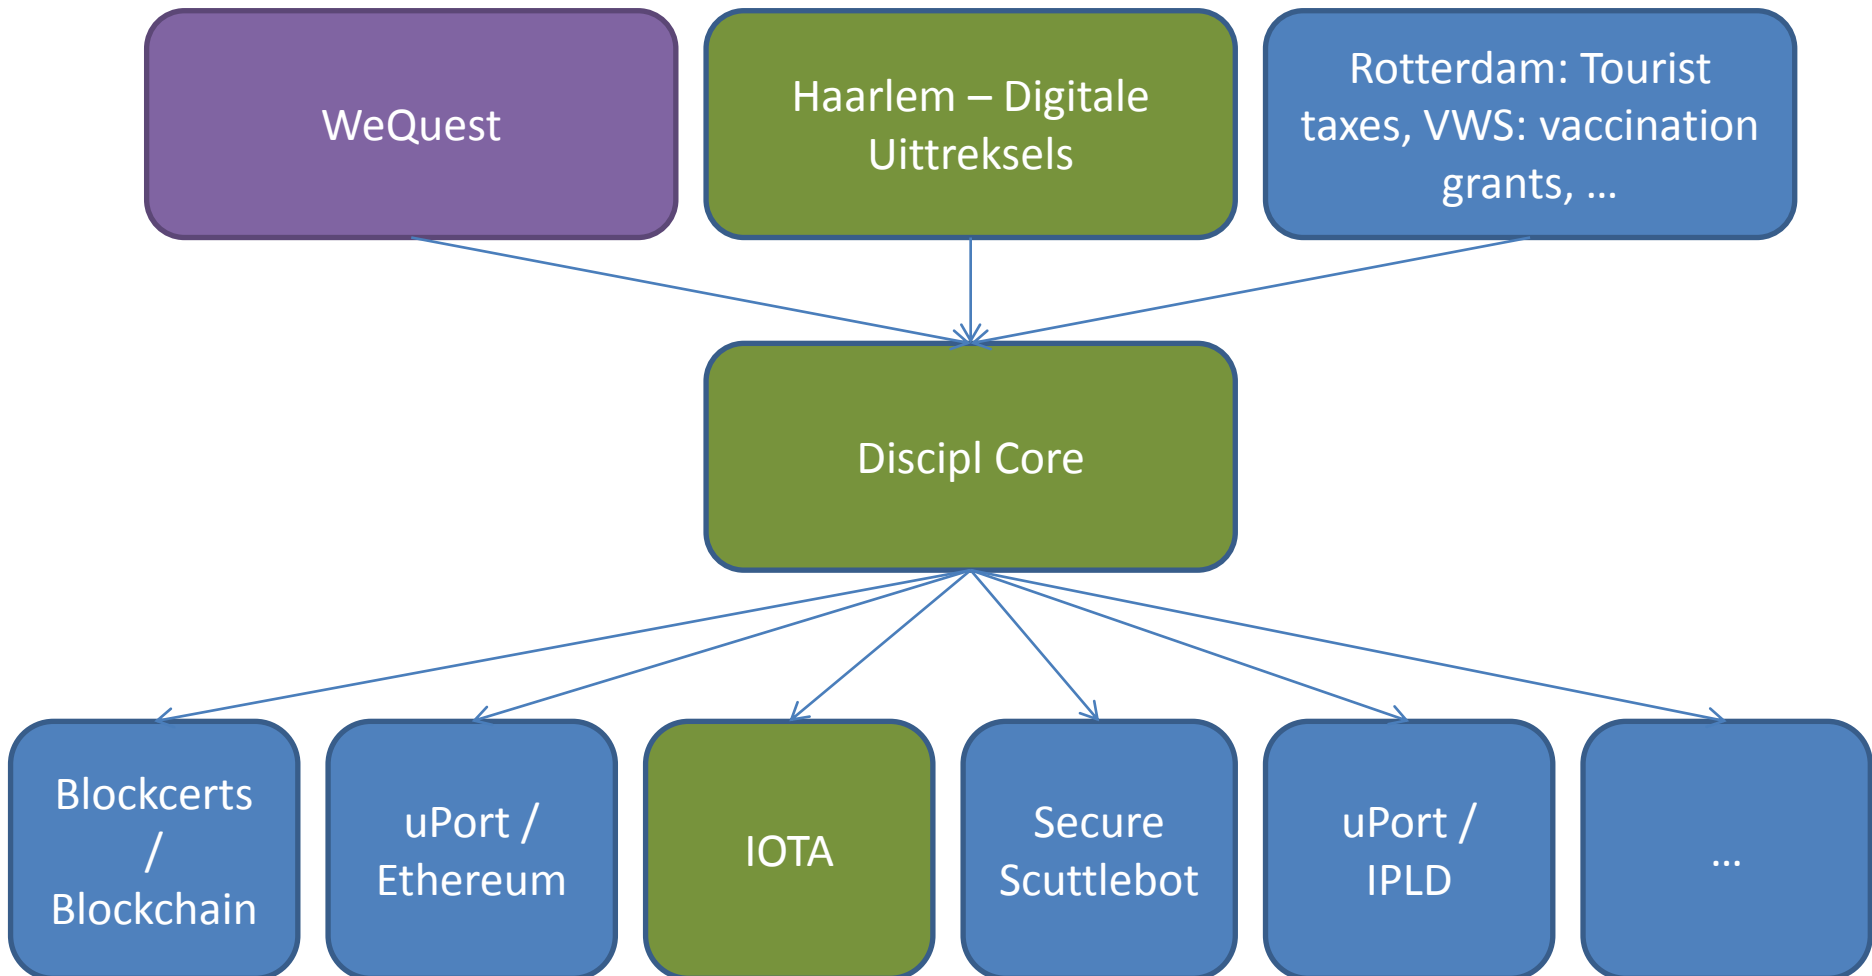 WeQuest
Haarlem – Digitale
Uittreksels
Rotterdam: Tourist
taxes, VWS: vaccination
grants, ...
Discipl Core
Blockcerts
/
Blockchain
uPort /
Ethereum
IOTA
Secure
Scuttlebot
uPort /
IPLD
...